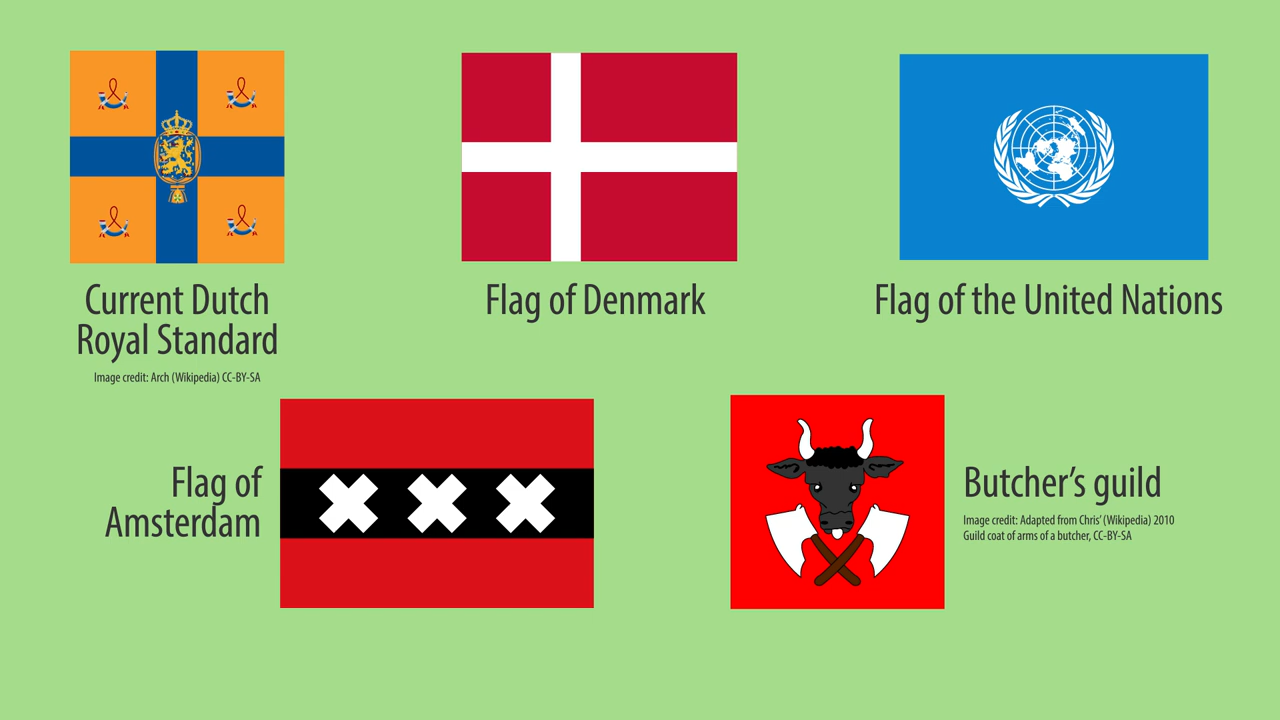 Current Dutch
Royal Standard
Image credit: Arch (Wikipedia) CC-BY-SA
Flag of Denmark
Flag of the United Nations
Flag of
Amsterdam
Butcher’s guild
Image credit: Adapted from Chris’ (Wikipedia) 2010
Guild coat of arms of a butcher, CC-BY-SA